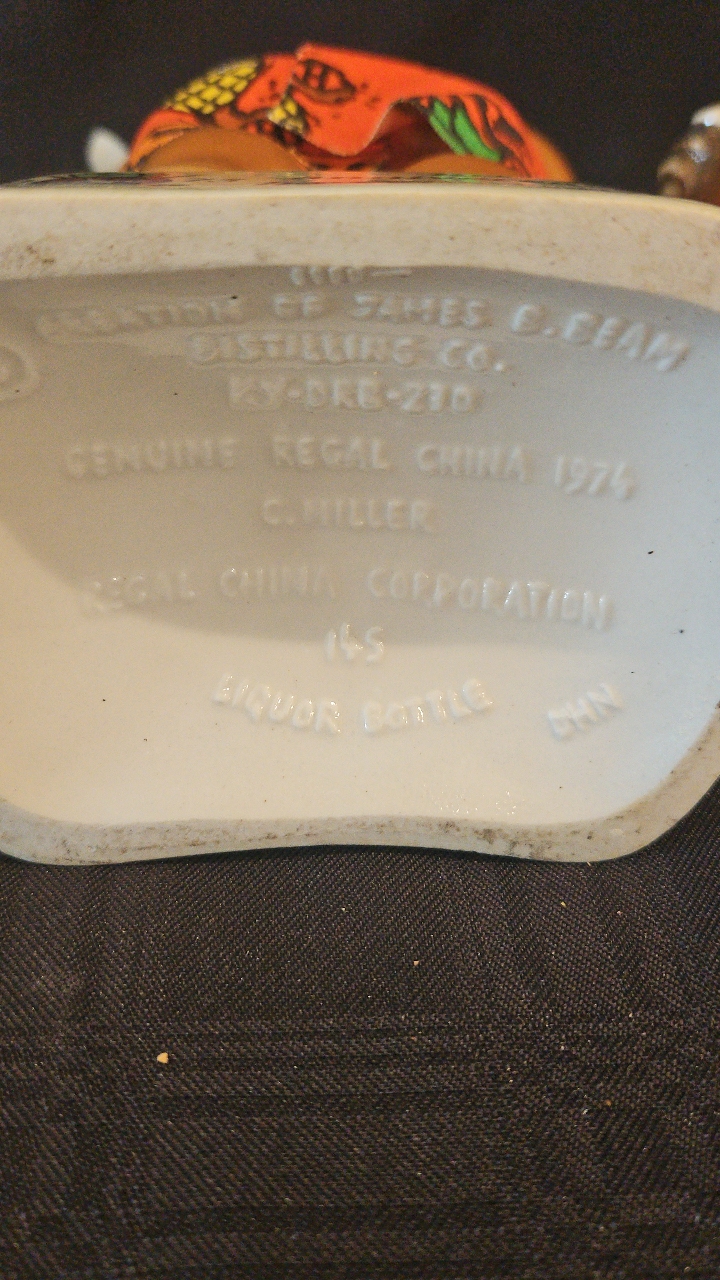 CREATION OF JAMES B. BEAM
DISTILLING CO.
KY-DRB-230
GENUINE REGAL CHINA 1974
C. MILLER
REGAL CHINA CORPORATION
145
LIQUOR BOTTLE